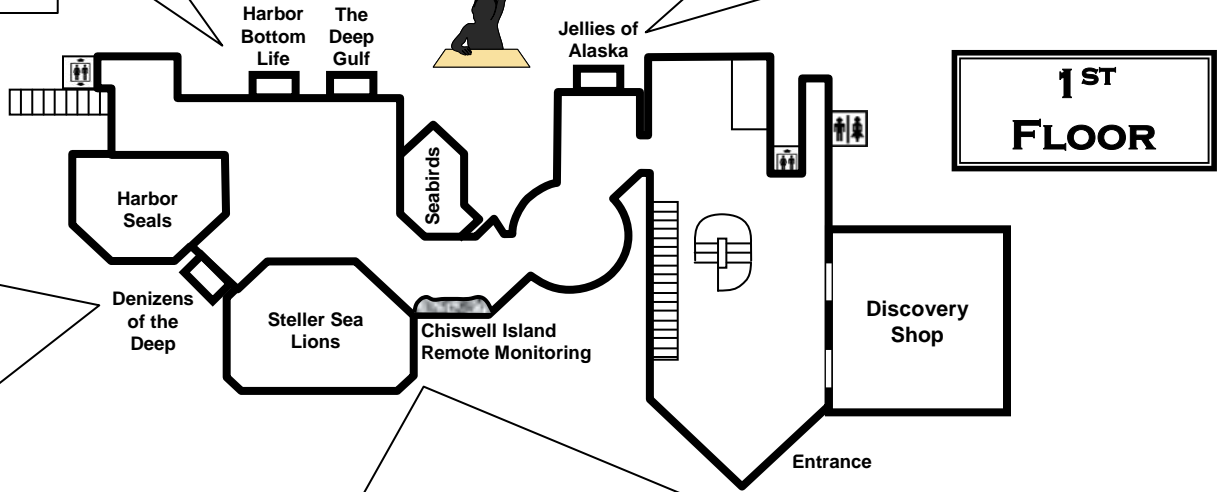 Harbor
Bottom
Life
The
Deep
Gulf
Jellies of
Alaska
1ST
FLOOR
Harbor
Seals
Seabirds
Denizens
of the
Deep
Steller Sea
Lions
Chiswell Island
Remote Monitoring
Discovery
Shop
Entrance